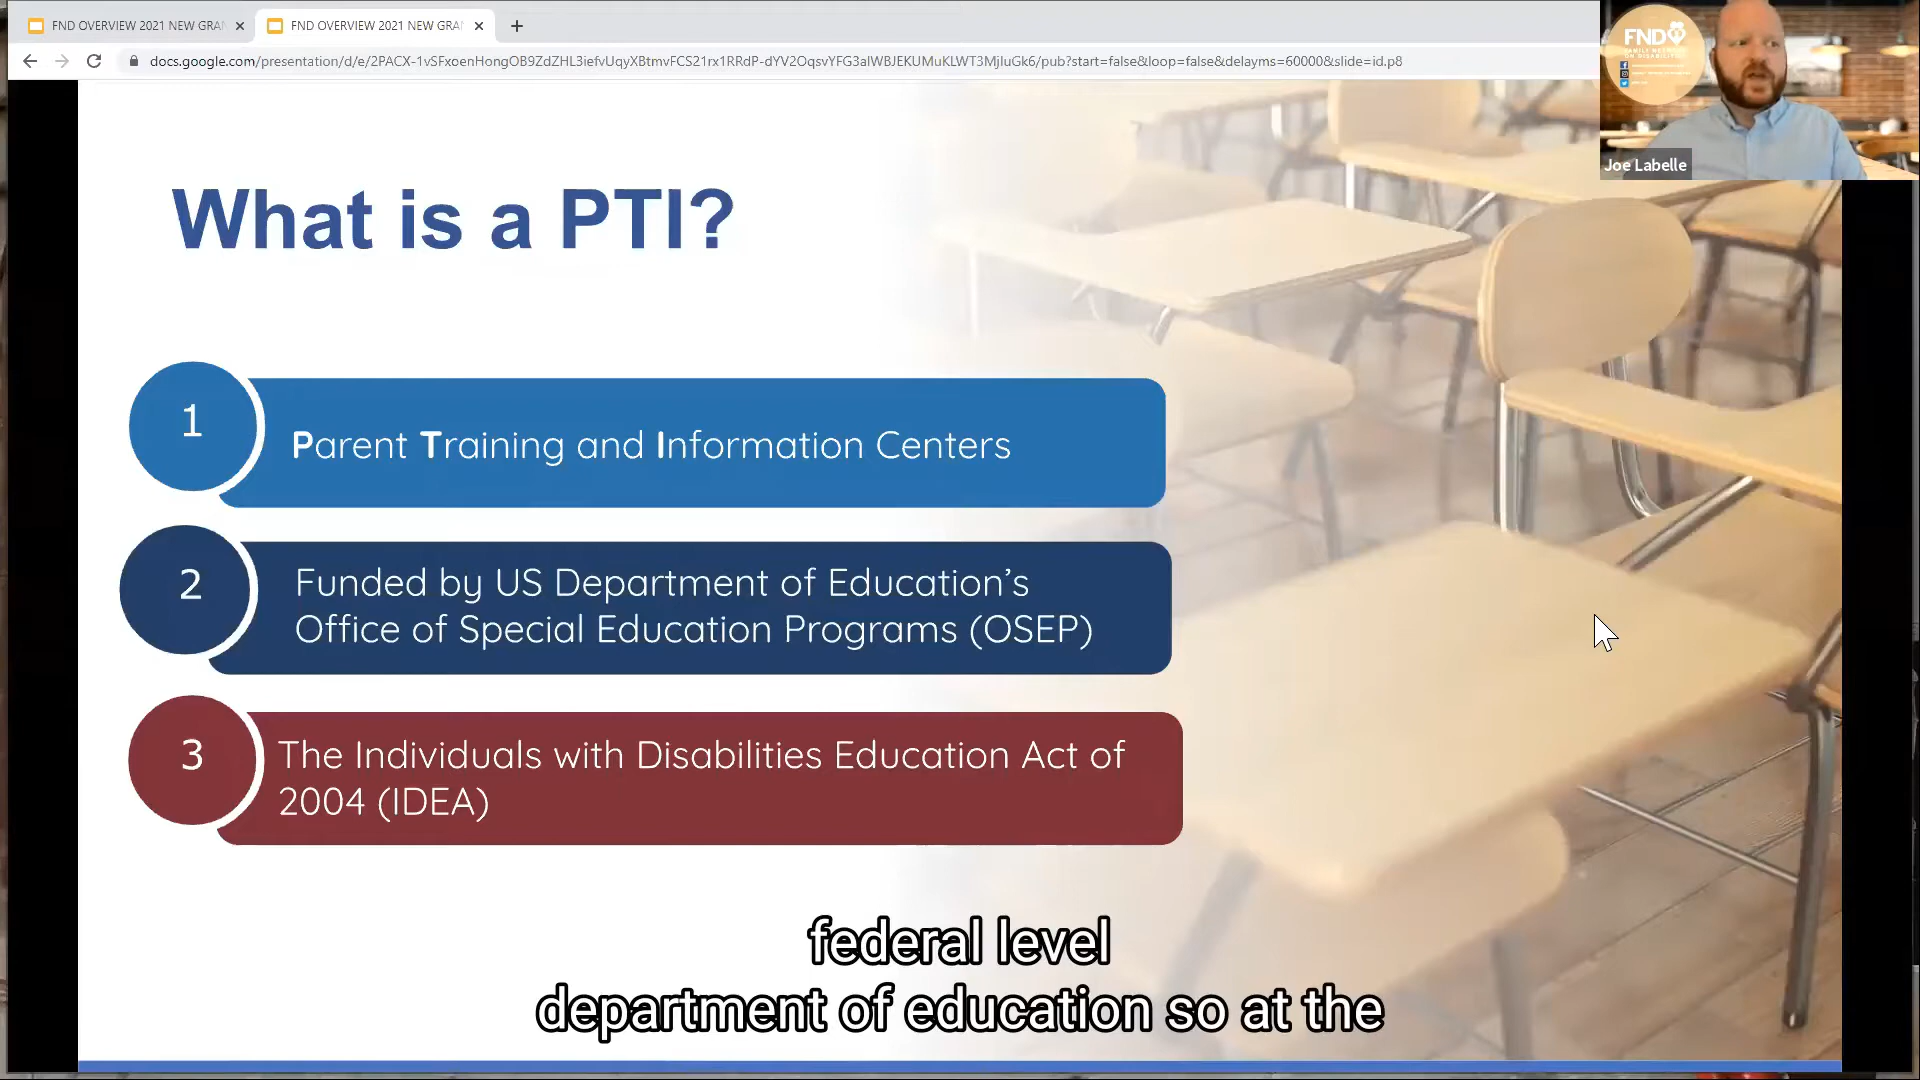 FND OVERVIEW 2021 NEW GRA
FND OVERVIEW 2021 NEW GRA
docs.google.com/presentation/d/e/2PACX-1vSFxoenHongOB9ZdZHL3iefvUqyXBtmvFCS21rx1RRdP-dYV2OqsvYFG3alWBJEKUMuKLWT3MjluGk6/pub?start=false&loop=false&delayms=60000&slide=id.p8
FND
Joe Labelle
What is a PTI?
1
Parent Training and Information Centers
2
Funded by US Department of Education’s
Office of Special Education Programs (OSEP)
3
The Individuals with Disabilities Education Act of
2004 (IDEA)
federal level
department of education so at the